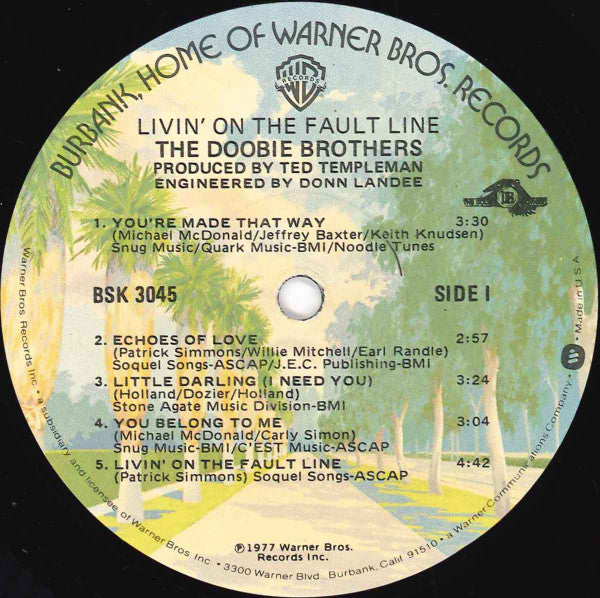 BURBANK, HOME OF WARNER BROS. RECORDS
WB
RECORDS
LIVIN' ON THE FAULT LINE
THE DOOBIE BROTHERS
PRODUCED BY TED TEMPLEMAN
ENGINEERED BY DONN LANDEE
1. YOU'RE MADE THAT WAY 3:30
(Michael McDonald/Jeffrey Baxter/Keith Knudsen)
Snug Music/Quark Music-BMI/Noodle Tunes
BSK 3045 SIDE I
2. ECHOES OF LOVE 2:57
(Patrick Simmons/Willie Mitchell/Earl Randle)
Soquel Songs-ASCAP/J.E.C. Publishing-BMI
3. LITTLE DARLING (I NEED YOU) 3:24
(Holland/Dozier/Holland)
Stone Agate Music Division-BMI
4. YOU BELONG TO ME 3:04
(Michael McDonald/Carly Simon)
Snug Music-BMI/C'EST Music-ASCAP
5. LIVIN' ON THE FAULT LINE 4:42
(Patrick Simmons) Soquel Songs-ASCAP
℗1977 Warner Bros.
Records Inc.
Warner Bros. Records Inc. • a subsidiary and licensee of Warner Bros. Inc. • 3300 Warner Blvd., Burbank, Calif. 91510 • a Warner Communications Company • Made in U S A